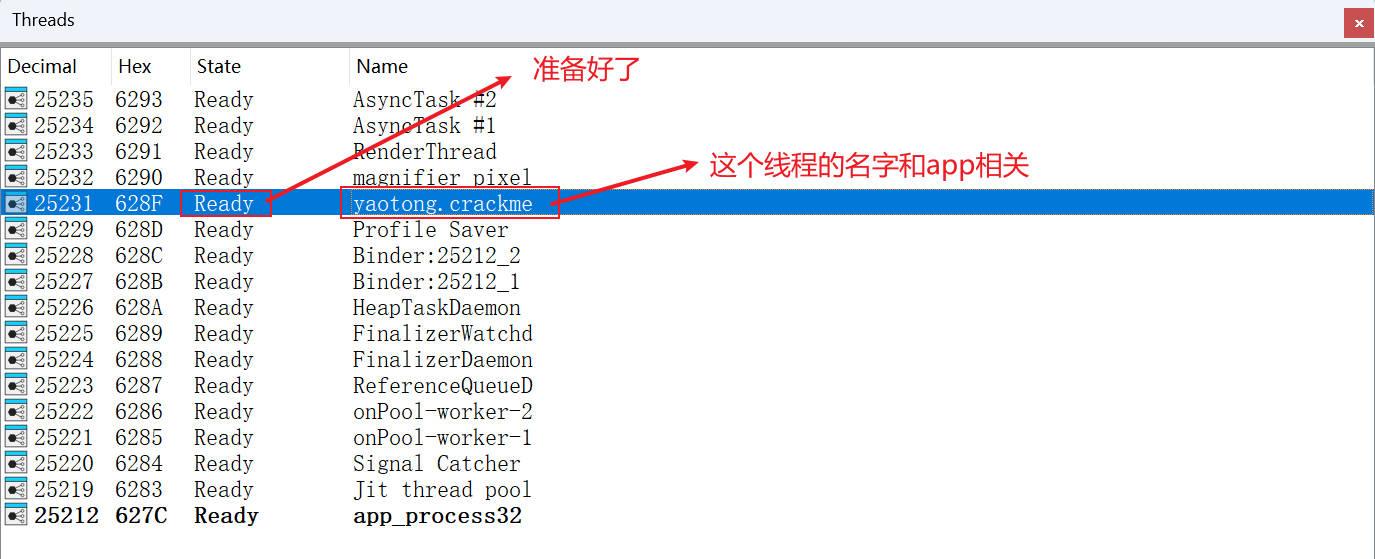 Threads
Decimal Hex State Name
准备好了
25235 6293 Ready AsyncTask #2
25234 6292 Ready AsyncTask #1
25233 6291 Ready RenderThread
这个线程的名字和app相关
25232 6290 Ready magnifier pixel
25231 628F Ready yaotong.crackme
25229 628D Ready Profile Saver
25228 628C Ready Binder:25212_2
25227 628B Ready Binder:25212_1
25226 628A Ready HeapTaskDaemon
25225 6289 Ready FinalizerWatchd
25224 6288 Ready FinalizerDaemon
25223 6287 Ready ReferenceQueueD
25222 6286 Ready onPool-worker-2
25221 6285 Ready onPool-worker-1
25220 6284 Ready Signal Catcher
25219 6283 Ready Jit thread pool
25212 627C Ready app_process32